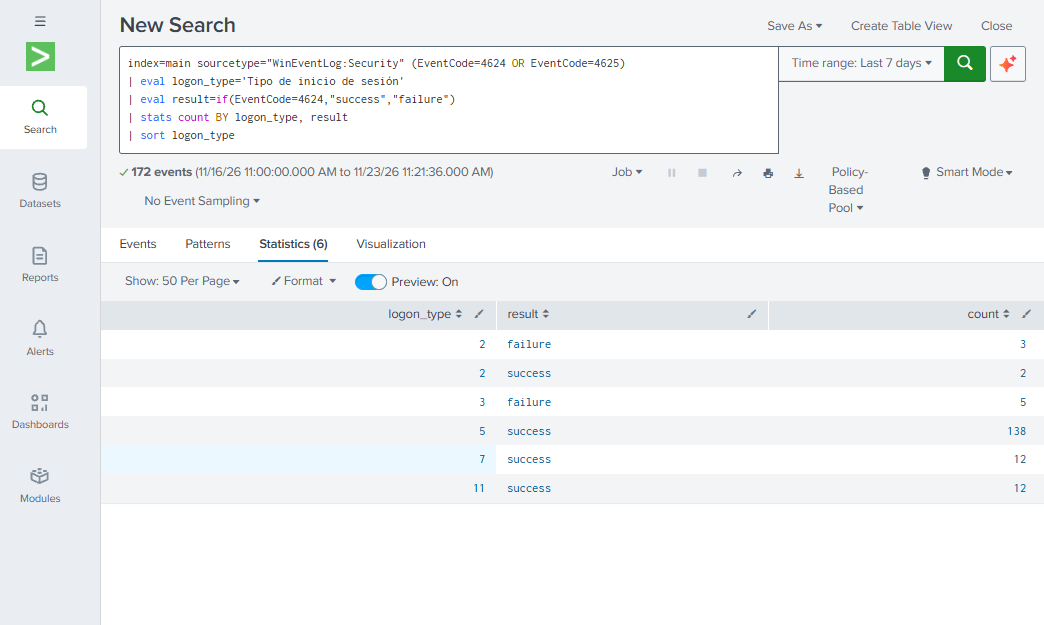 New Search
Save As
Create Table View
Close
index=main sourcetype="WinEventLog:Security" (EventCode=4624 OR EventCode=4625)
| eval logon_type='Tipo de inicio de sesión'
| eval result=if(EventCode=4624,"success","failure")
| stats count BY logon_type, result
| sort logon_type
Time range: Last 7 days
172 events (11/16/26 11:00:00.000 AM to 11/23/26 11:21:36.000 AM)
Job
Policy-
Based
Pool
Smart Mode
No Event Sampling
Search
Datasets
Reports
Alerts
Dashboards
Modules
Events
Patterns
Statistics (6)
Visualization
Show: 50 Per Page
Format
Preview: On
logon_type result count
2 failure 3
2 success 2
3 failure 5
5 success 138
7 success 12
11 success 12